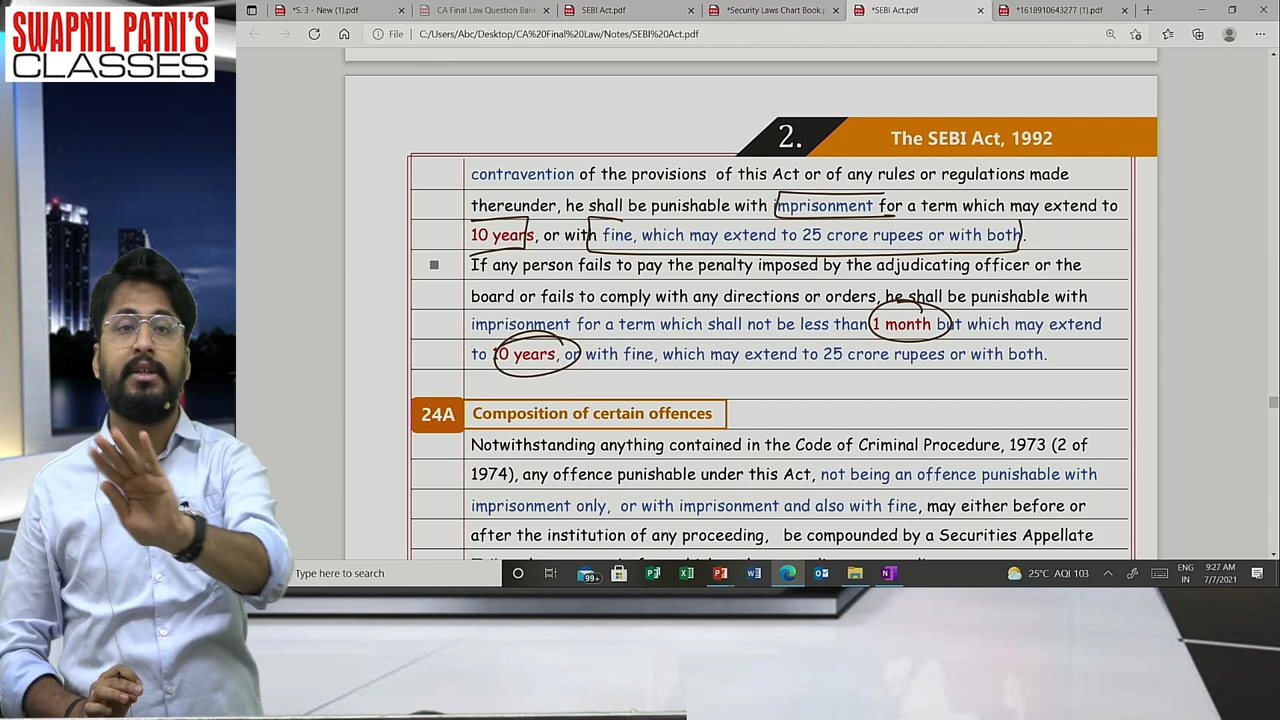 SWAPNIL PATNI'S
CLASSES
*S. 3 - New (1).pdf
CA Final Law Question Ban
SEBI Act.pdf
*Security Laws Chart Book.p
*SEBI Act.pdf
*1618910643277 (1).pdf
File
C:/Users/Abc/Desktop/CA%20Final%20Law/Notes/SEBI%20Act.pdf
2.
The SEBI Act, 1992
contravention of the provisions of this Act or of any rules or regulations made
thereunder, he shall be punishable with imprisonment for a term which may extend to
10 years, or with fine, which may extend to 25 crore rupees or with both.
If any person fails to pay the penalty imposed by the adjudicating officer or the
board or fails to comply with any directions or orders, he shall be punishable with
imprisonment for a term which shall not be less than 1 month but which may extend
to 10 years, or with fine, which may extend to 25 crore rupees or with both.
24A
Composition of certain offences
Notwithstanding anything contained in the Code of Criminal Procedure, 1973 (2 of
1974), any offence punishable under this Act, not being an offence punishable with
imprisonment only, or with imprisonment and also with fine, may either before or
after the institution of any proceeding, be compounded by a Securities Appellate
Type here to search
99+
25°C AQI 103
ENG
IN
9:27 AM
7/7/2021